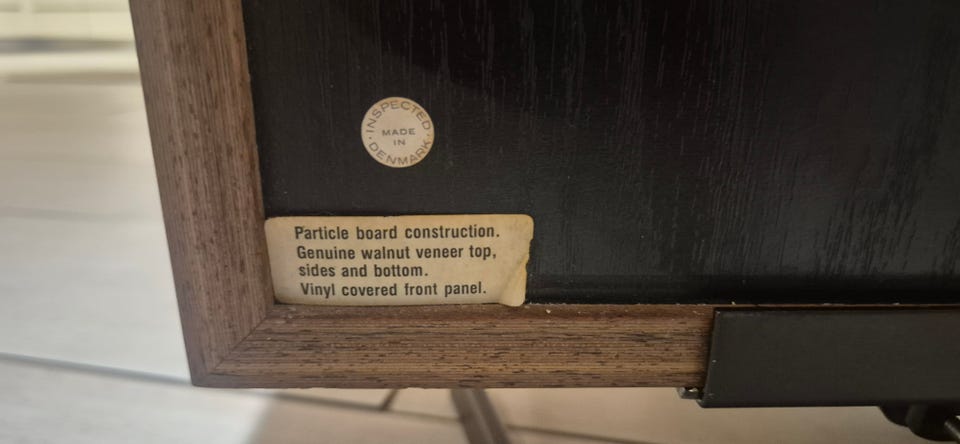 INSPECTED
MADE
IN
DENMARK
Particle board construction.
Genuine walnut veneer top,
sides and bottom.
Vinyl covered front panel.